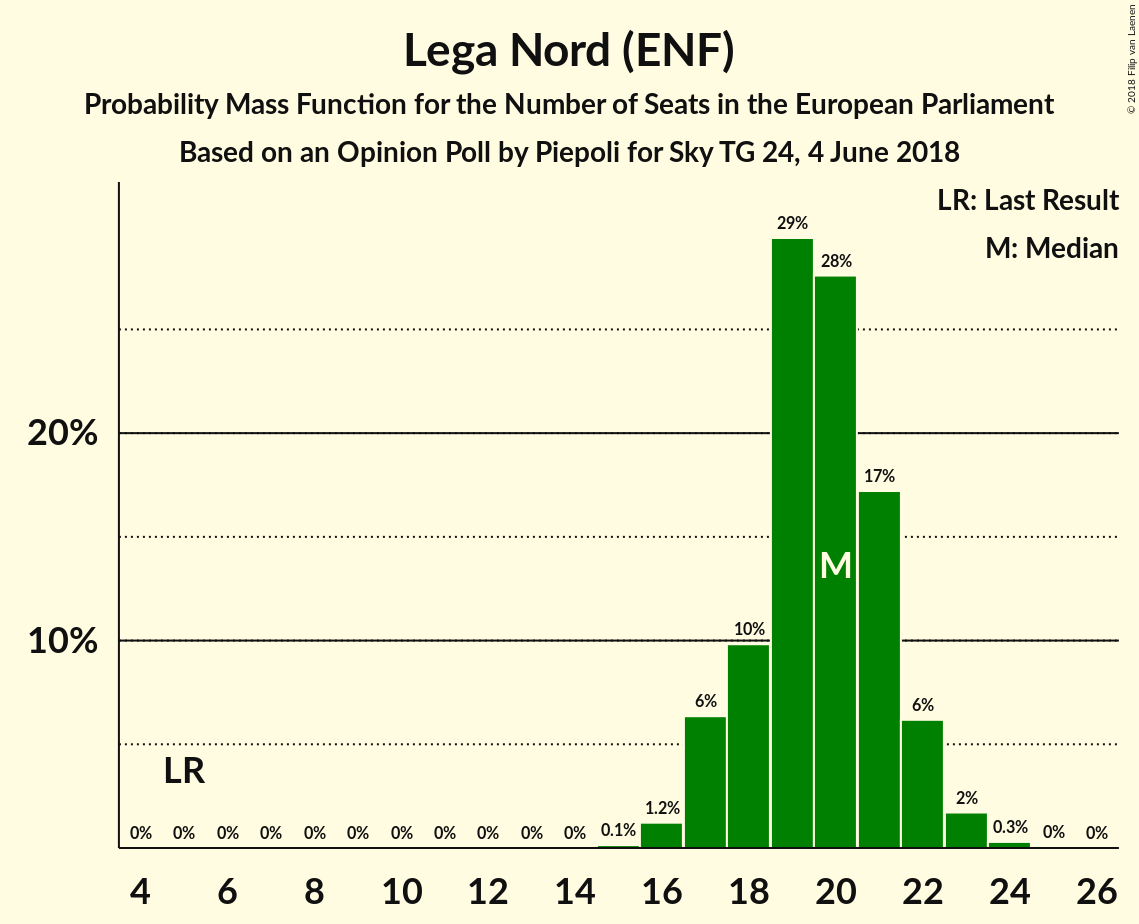 Lega Nord (ENF)
Probability Mass Function for the Number of Seats in the European Parliament
Based on an Opinion Poll by Piepoli for Sky TG 24, 4 June 2018
© 2018 Filip van Laenen
LR: Last Result
M: Median
20%
10%
0% 0% 0% 0% 0% 0% 0% 0% 0% 0% 0% 0.1% 1.2% 6% 10% 29% 28% 17% 6% 2% 0.3% 0% 0%
LR
M
4 6 8 10 12 14 16 18 20 22 24 26